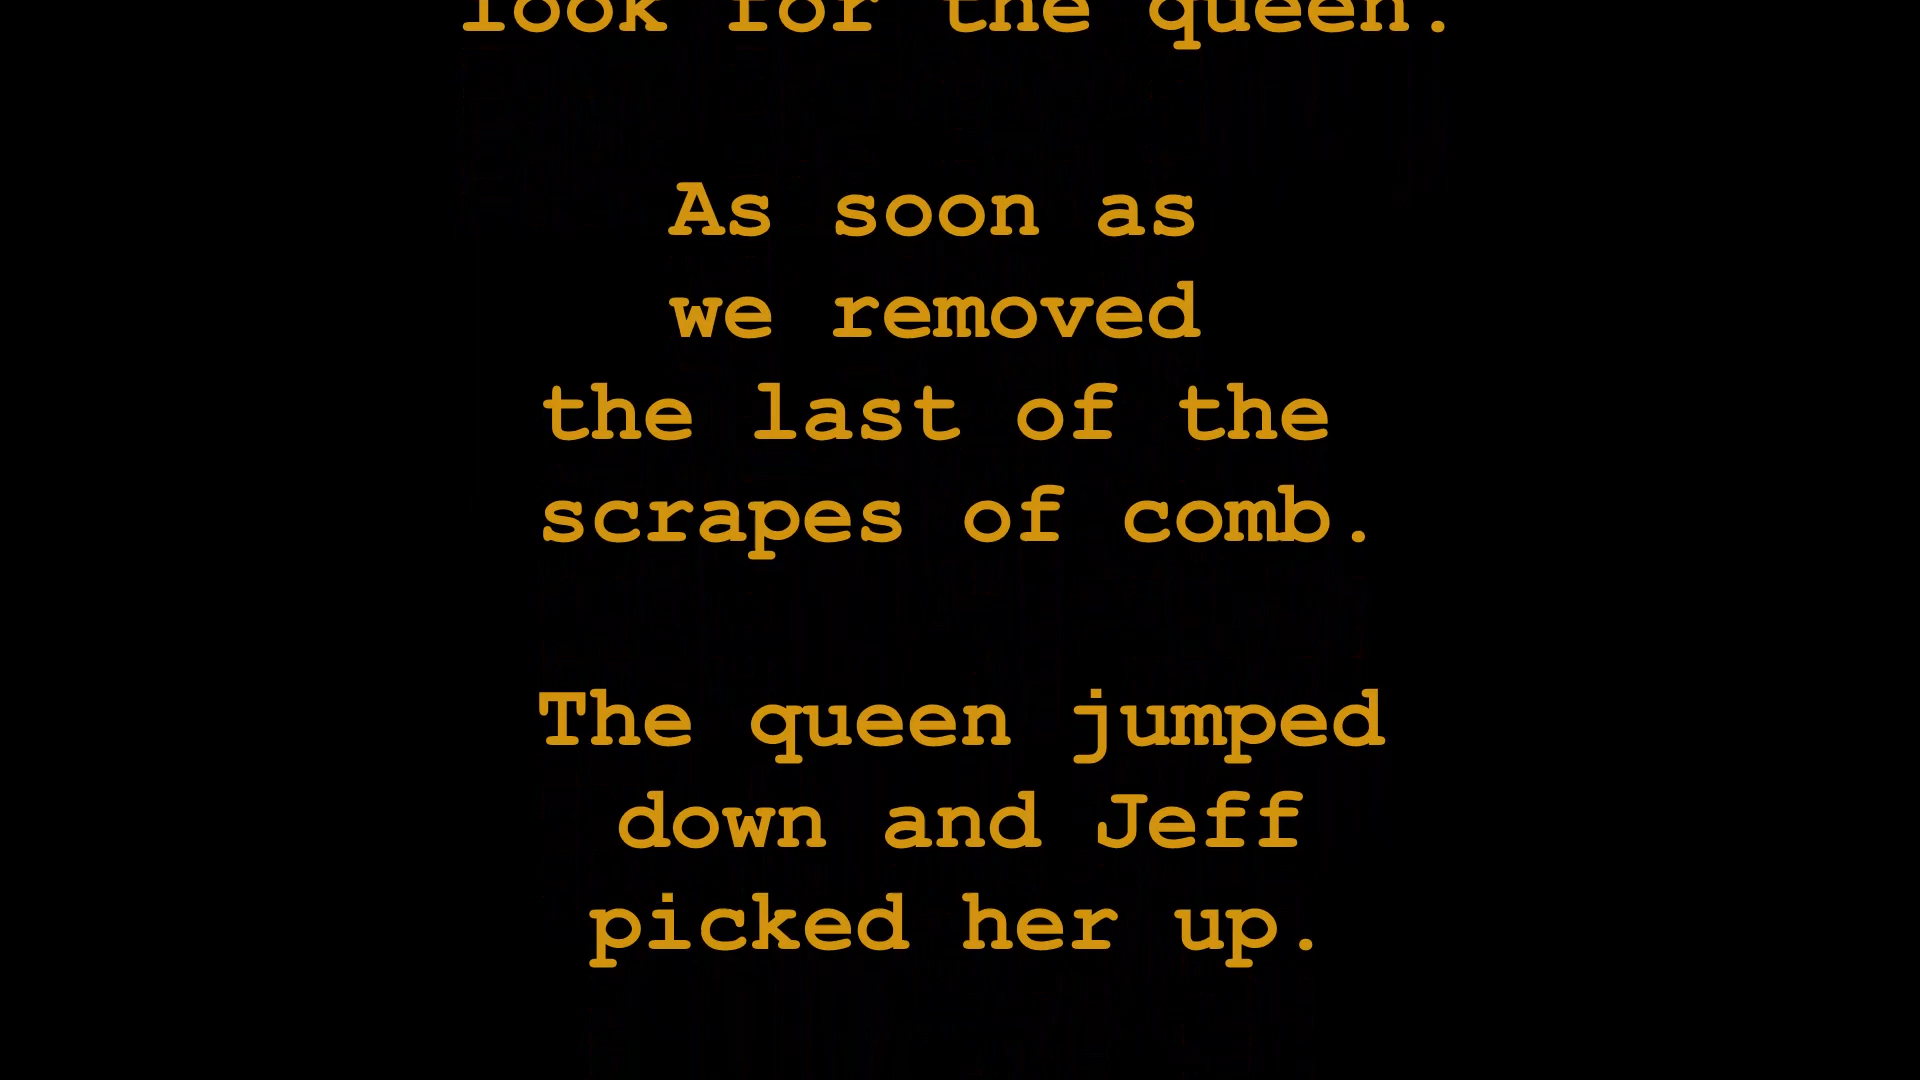 look for the queen.
As soon as
we removed
the last of the
scrapes of comb.
The queen jumped
down and Jeff
picked her up.